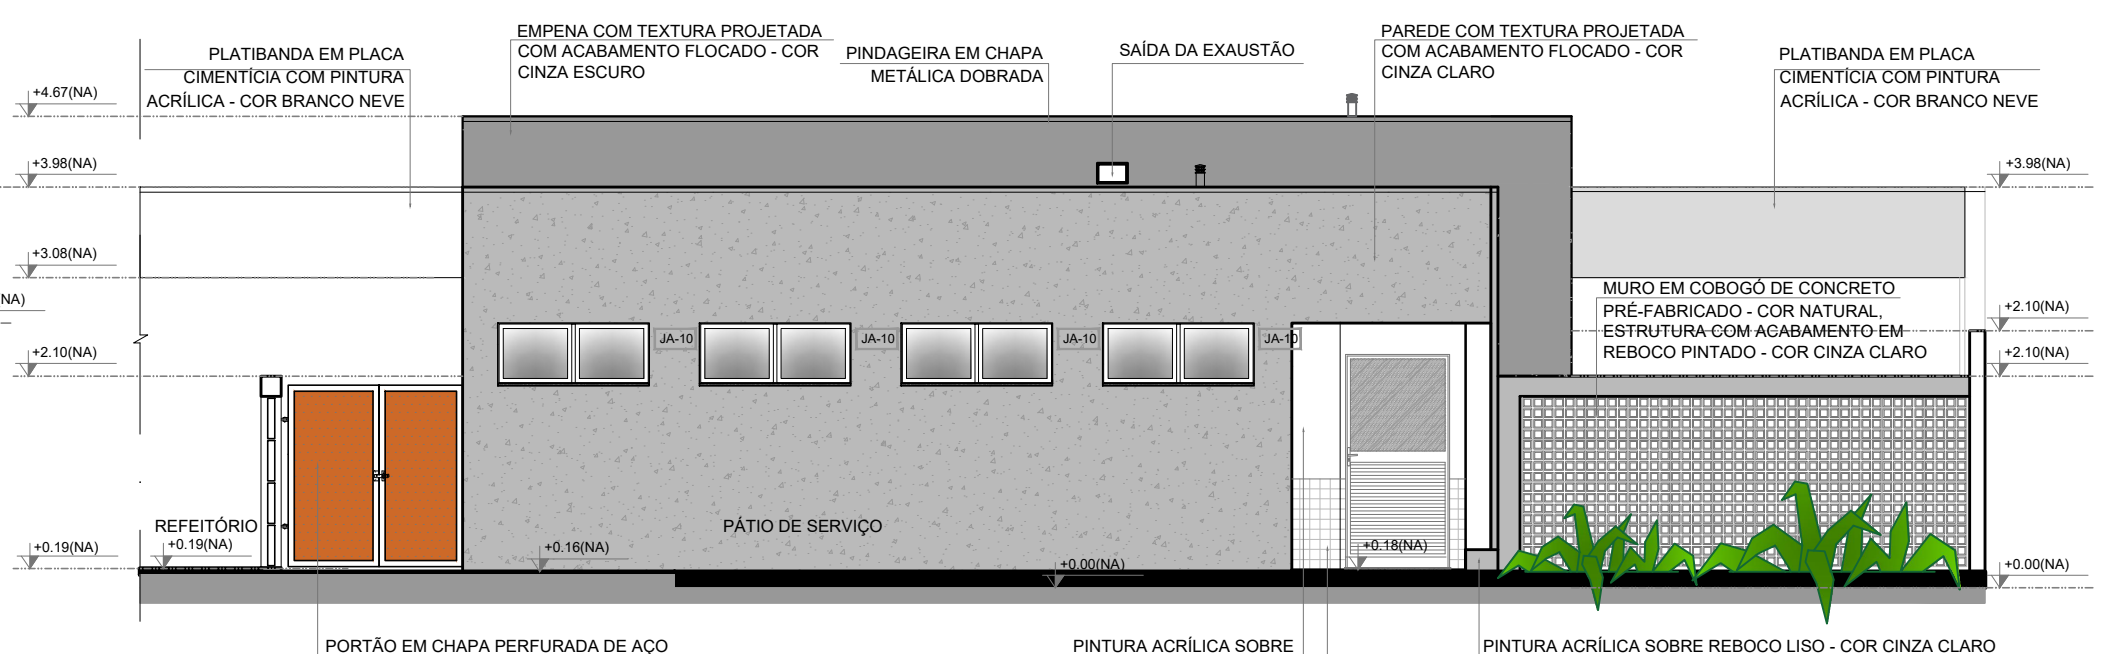 PLATIBANDA EM PLACA
CIMENTÍCIA COM PINTURA
ACRÍLICA - COR BRANCO NEVE
EMPENA COM TEXTURA PROJETADA
COM ACABAMENTO FLOCADO - COR
CINZA ESCURO
PINDAGEIRA EM CHAPA
METÁLICA DOBRADA
SAÍDA DA EXAUSTÃO
PAREDE COM TEXTURA PROJETADA
COM ACABAMENTO FLOCADO - COR
CINZA CLARO
PLATIBANDA EM PLACA
CIMENTÍCIA COM PINTURA
ACRÍLICA - COR BRANCO NEVE
+4.67(NA)
+3.98(NA)
+3.98(NA)
+3.08(NA)
NA)
MURO EM COBOGÓ DE CONCRETO
PRÉ-FABRICADO - COR NATURAL,
ESTRUTURA COM ACABAMENTO EM
REBOCO PINTADO - COR CINZA CLARO
+2.10(NA)
+2.10(NA)
+2.10(NA)
JA-10
JA-10
JA-10
JA-10
REFEITÓRIO
PÁTIO DE SERVIÇO
+0.19(NA)
+0.19(NA)
+0.16(NA)
+0.00(NA)
+0.18(NA)
+0.00(NA)
PORTÃO EM CHAPA PERFURADA DE AÇO
PINTURA ACRÍLICA SOBRE
PINTURA ACRÍLICA SOBRE REBOCO LISO - COR CINZA CLARO